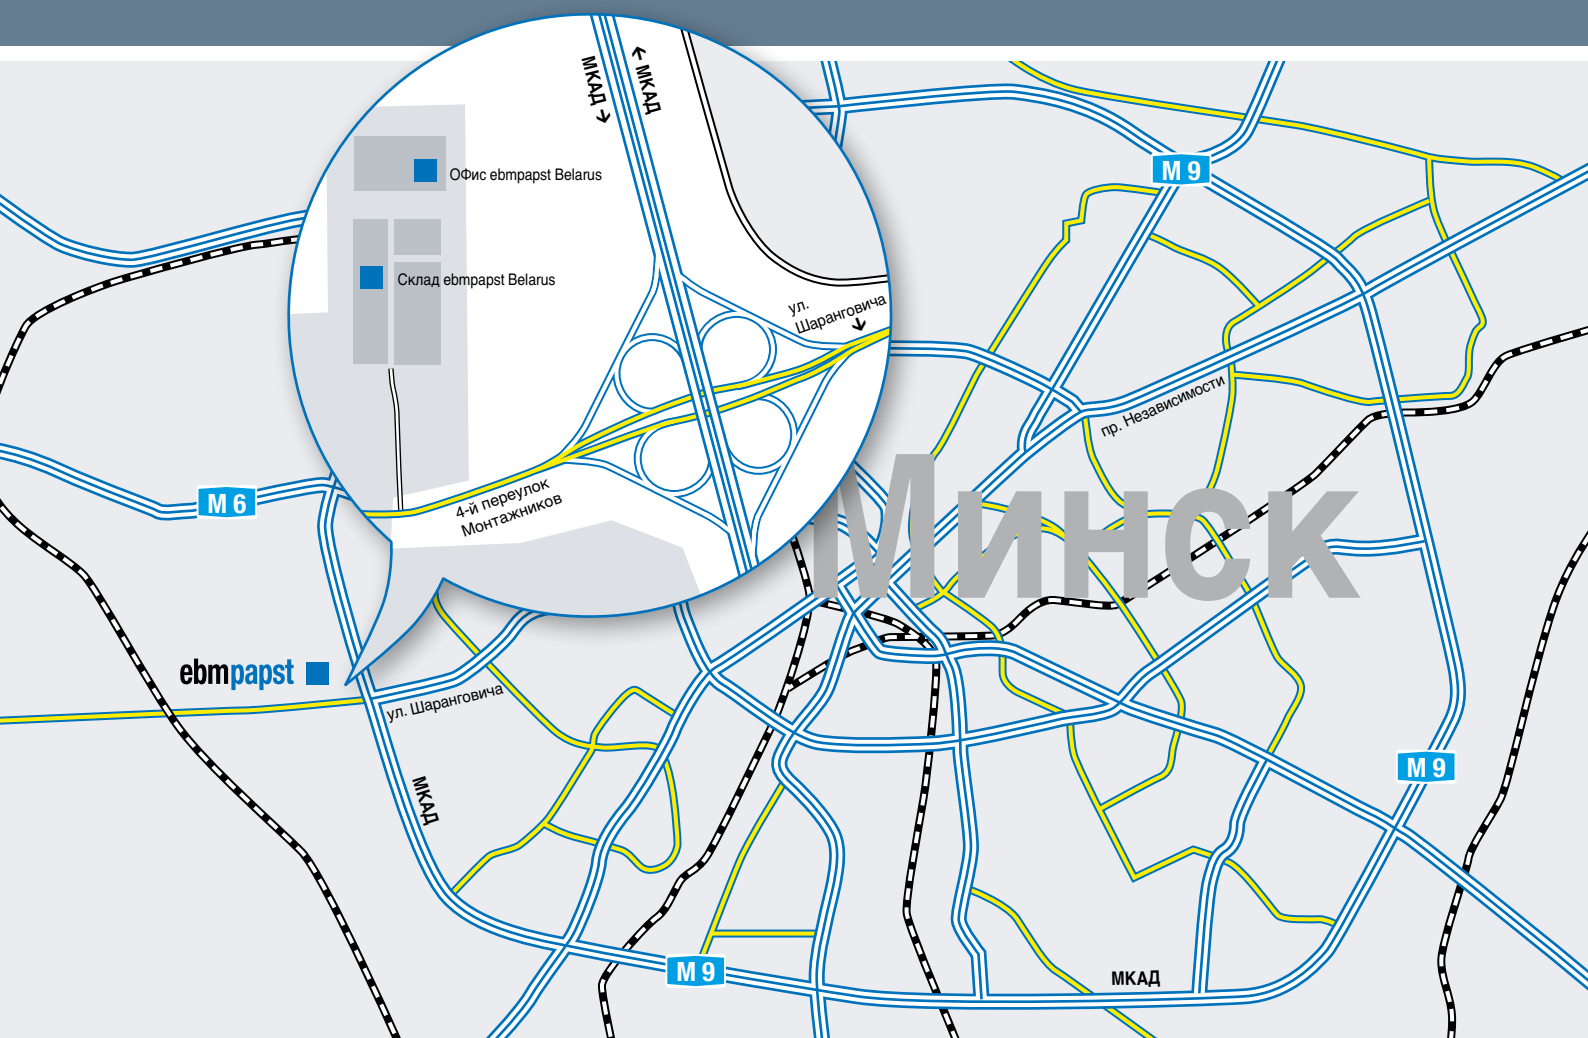 МКАД →
← МКАД
ОФис ebmpapst Belarus
Склад ebmpapst Belarus
ул.
Шаранговича
↓
4-й переулок
Монтажников
М 9
пр. Независимости
М 6
Минск
ebmpapst
ул. Шаранговича
МКАД
М 9
М 9
МКАД